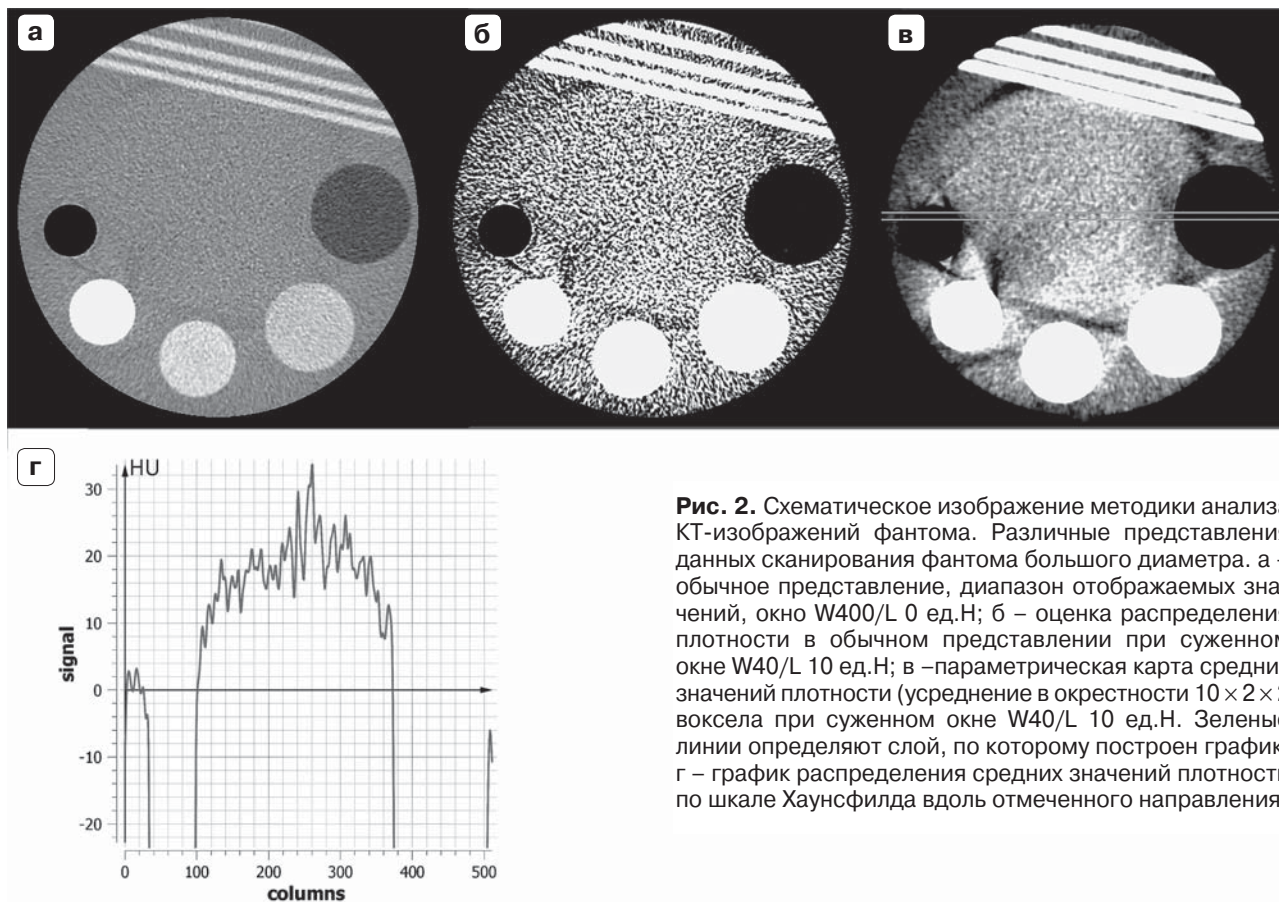 а
б
в
г
HU
30
20
10
0
-10
-20
signal
0
100
200
300
400
500
columns
Рис. 2. Схематическое изображение методики анализа
КТ-изображений фантома. Различные представления
данных сканирования фантома большого диаметра. а -
обычное представление, диапазон отображаемых зна
чений, окно W400/L 0 ед.Н; б – оценка распределения
плотности в обычном представлении при суженном
окне W40/L 10 ед.Н; в –параметрическая карта средни
значений плотности (усреднение в окрестности 10 × 2 ×
воксела при суженном окне W40/L 10 ед.Н. Зелены
линии определяют слой, по которому построен график
г – график распределения средних значений плотност
по шкале Хаунсфилда вдоль отмеченного направления